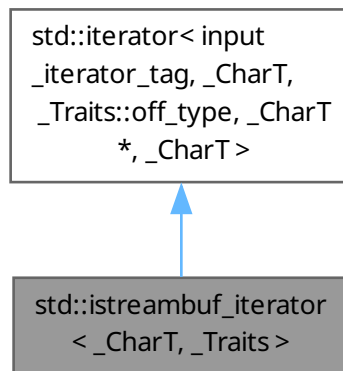 std::iterator< input
_iterator_tag, _CharT,
_Traits::off_type, _CharT
*, _CharT >
std::istreambuf_iterator
< _CharT, _Traits >